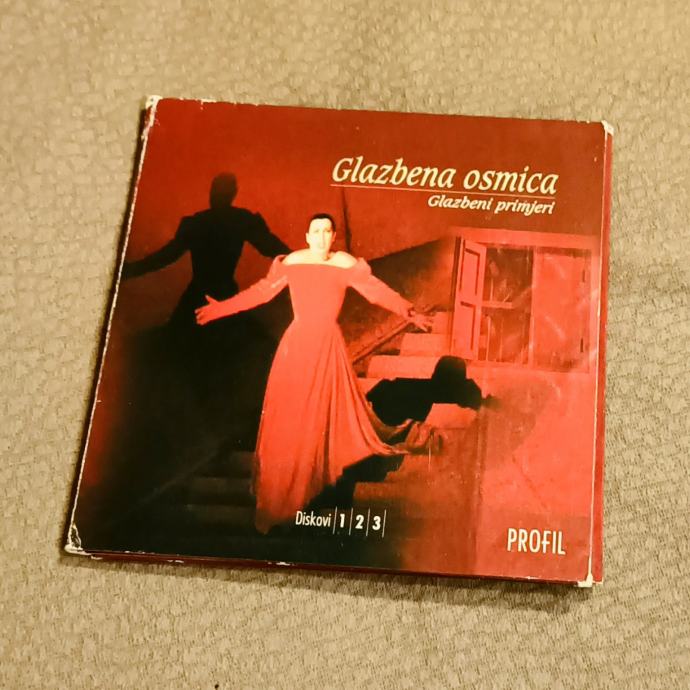 Glazbena osmica
Glazbeni primjeri
Diskovi 1 2 3
PROFIL